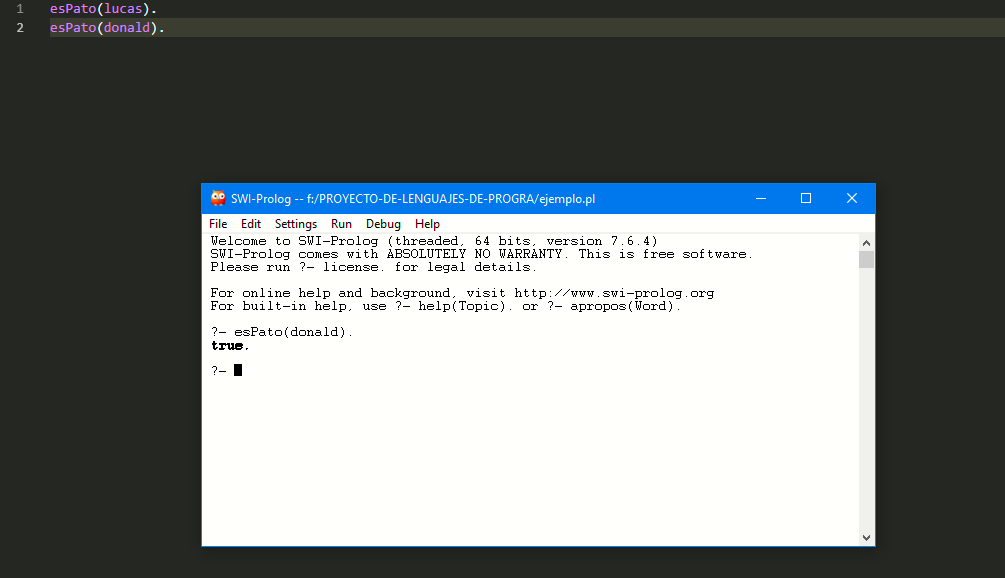 1 esPato(lucas).
2 esPato(donald).
SWI-Prolog -- f:/PROYECTO-DE-LENGUAJES-DE-PROGRA/ejemplo.pl
File Edit Settings Run Debug Help
Welcome to SWI-Prolog (threaded, 64 bits, version 7.6.4)
SWI-Prolog comes with ABSOLUTELY NO WARRANTY. This is free software.
Please run ?- license. for legal details.
For online help and background, visit http://www.swi-prolog.org
For built-in help, use ?- help(Topic). or ?- apropos(Word).
?- esPato(donald).
true.
?-